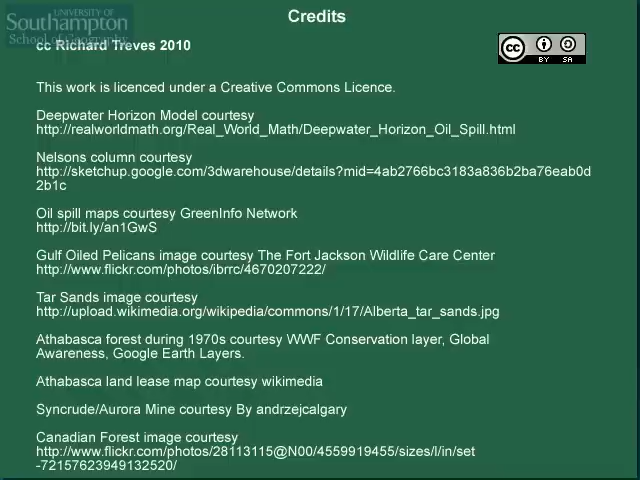 Credits
UNIVERSITY OF
Southampton
School of Geography
cc Richard Treves 2010
cc
BY SA
This work is licenced under a Creative Commons Licence.
Deepwater Horizon Model courtesy
http://realworldmath.org/Real_World_Math/Deepwater_Horizon_Oil_Spill.html
Nelsons column courtesy
http://sketchup.google.com/3dwarehouse/details?mid=4ab2766bc3183a836b2ba76eab0d
2b1c
Oil spill maps courtesy GreenInfo Network
http://bit.ly/an1GwS
Gulf Oiled Pelicans image courtesy The Fort Jackson Wildlife Care Center
http://www.flickr.com/photos/ibrrc/4670207222/
Tar Sands image courtesy
http://upload.wikimedia.org/wikipedia/commons/1/17/Alberta_tar_sands.jpg
Athabasca forest during 1970s courtesy WWF Conservation layer, Global
Awareness, Google Earth Layers.
Athabasca land lease map courtesy wikimedia
Syncrude/Aurora Mine courtesy By andrzejcalgary
Canadian Forest image courtesy
http://www.flickr.com/photos/28113115@N00/4559919455/sizes/l/in/set
-72157623949132520/